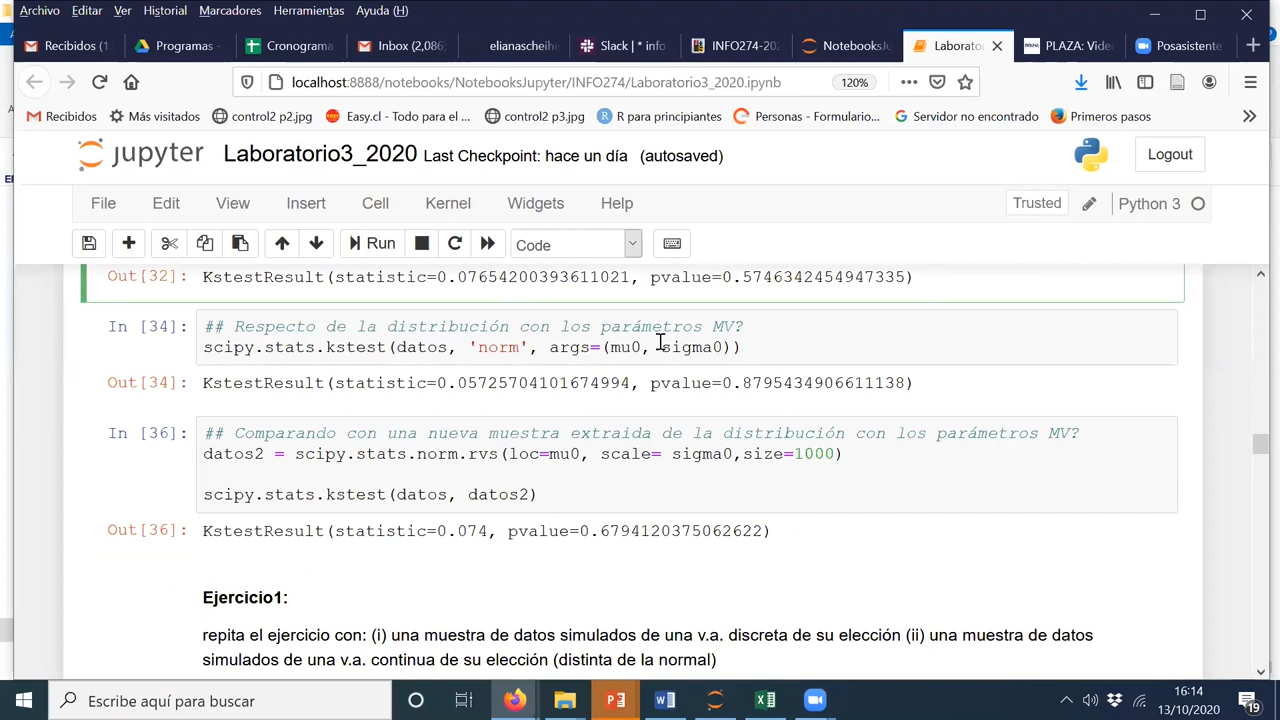 Archivo Editar Ver Historial Marcadores Herramientas Ayuda (H)
Recibidos (1. Programas - Cronograma Inbox (2,086 elianascheih Slack | * info INFO274-202 NotebooksJu Laborato PLAZA: Vide Posasistente
localhost:8888/notebooks/NotebooksJupyter/INFO274/Laboratorio3_2020.ipynb 120%
Recibidos Más visitados control2 p2.jpg Easy.cl - Todo para el ... control2 p3.jpg R para principiantes Personas - Formulario... Servidor no encontrado Primeros pasos
jupyter Laboratorio3_2020 Last Checkpoint: hace un día (autosaved) Logout
File Edit View Insert Cell Kernel Widgets Help Trusted Python 3
Run Code
Out[32]: KstestResult(statistic=0.07654200393611021, pvalue=0.5746342454947335)
In [34]: ## Respecto de la distribución con los parámetros MV?
scipy.stats.kstest(datos, 'norm', args=(mu0, sigma0))
Out[34]: KstestResult(statistic=0.05725704101674994, pvalue=0.8795434906611138)
In [36]: ## Comparando con una nueva muestra extraida de la distribución con los parámetros MV?
datos2 = scipy.stats.norm.rvs(loc=mu0, scale= sigma0,size=1000)
scipy.stats.kstest(datos, datos2)
Out[36]: KstestResult(statistic=0.074, pvalue=0.6794120375062622)
Ejercicio1:
repita el ejercicio con: (i) una muestra de datos simulados de una v.a. discreta de su elección (ii) una muestra de datos
simulados de una v.a. continua de su elección (distinta de la normal)
Escribe aquí para buscar
16:14
13/10/2020
19